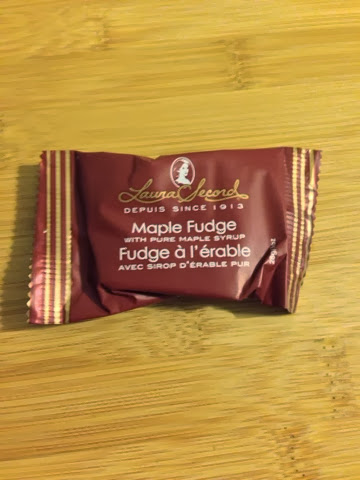 Laura Secord
DEPUIS SINCE 1913
Maple Fudge
WITH PURE MAPLE SYRUP
Fudge à l'érable
AVEC SIROP D'ÉRABLE PUR